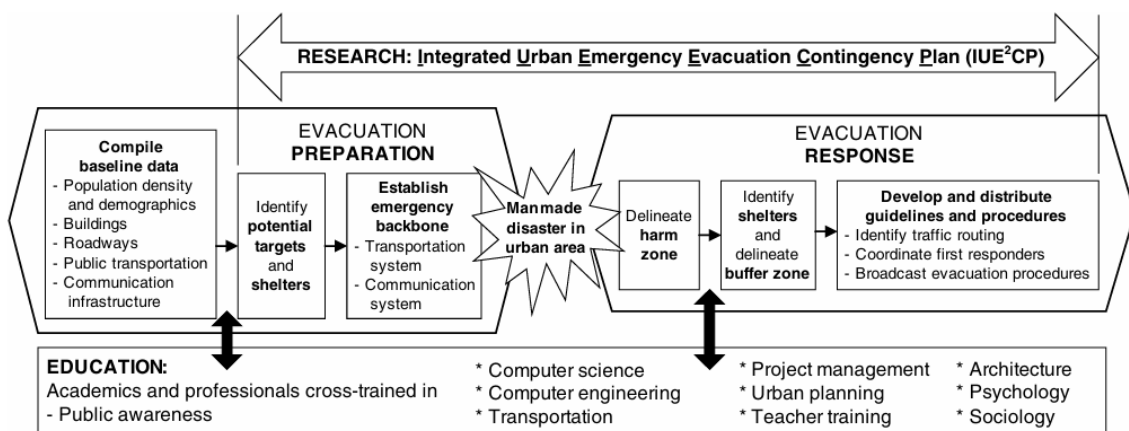 RESEARCH: Integrated Urban Emergency Evacuation Contingency Plan (IUE²CP)
EVACUATION
PREPARATION
Compile
baseline data
- Population density
and demographics
- Buildings
- Roadways
- Public transportation
- Communication
infrastructure
Identify
potential
targets
and
shelters
Establish
emergency
backbone
- Transportation
system
- Communication
system
Manmade
disaster in
urban area
EVACUATION
RESPONSE
Delineate
harm
zone
Identify
shelters
and
delineate
buffer zone
Develop and distribute
guidelines and procedures
- Identify traffic routing
- Coordinate first responders
- Broadcast evacuation procedures
EDUCATION:
Academics and professionals cross-trained in
- Public awareness
* Computer science
* Computer engineering
* Transportation
* Project management
* Urban planning
* Teacher training
* Architecture
* Psychology
* Sociology